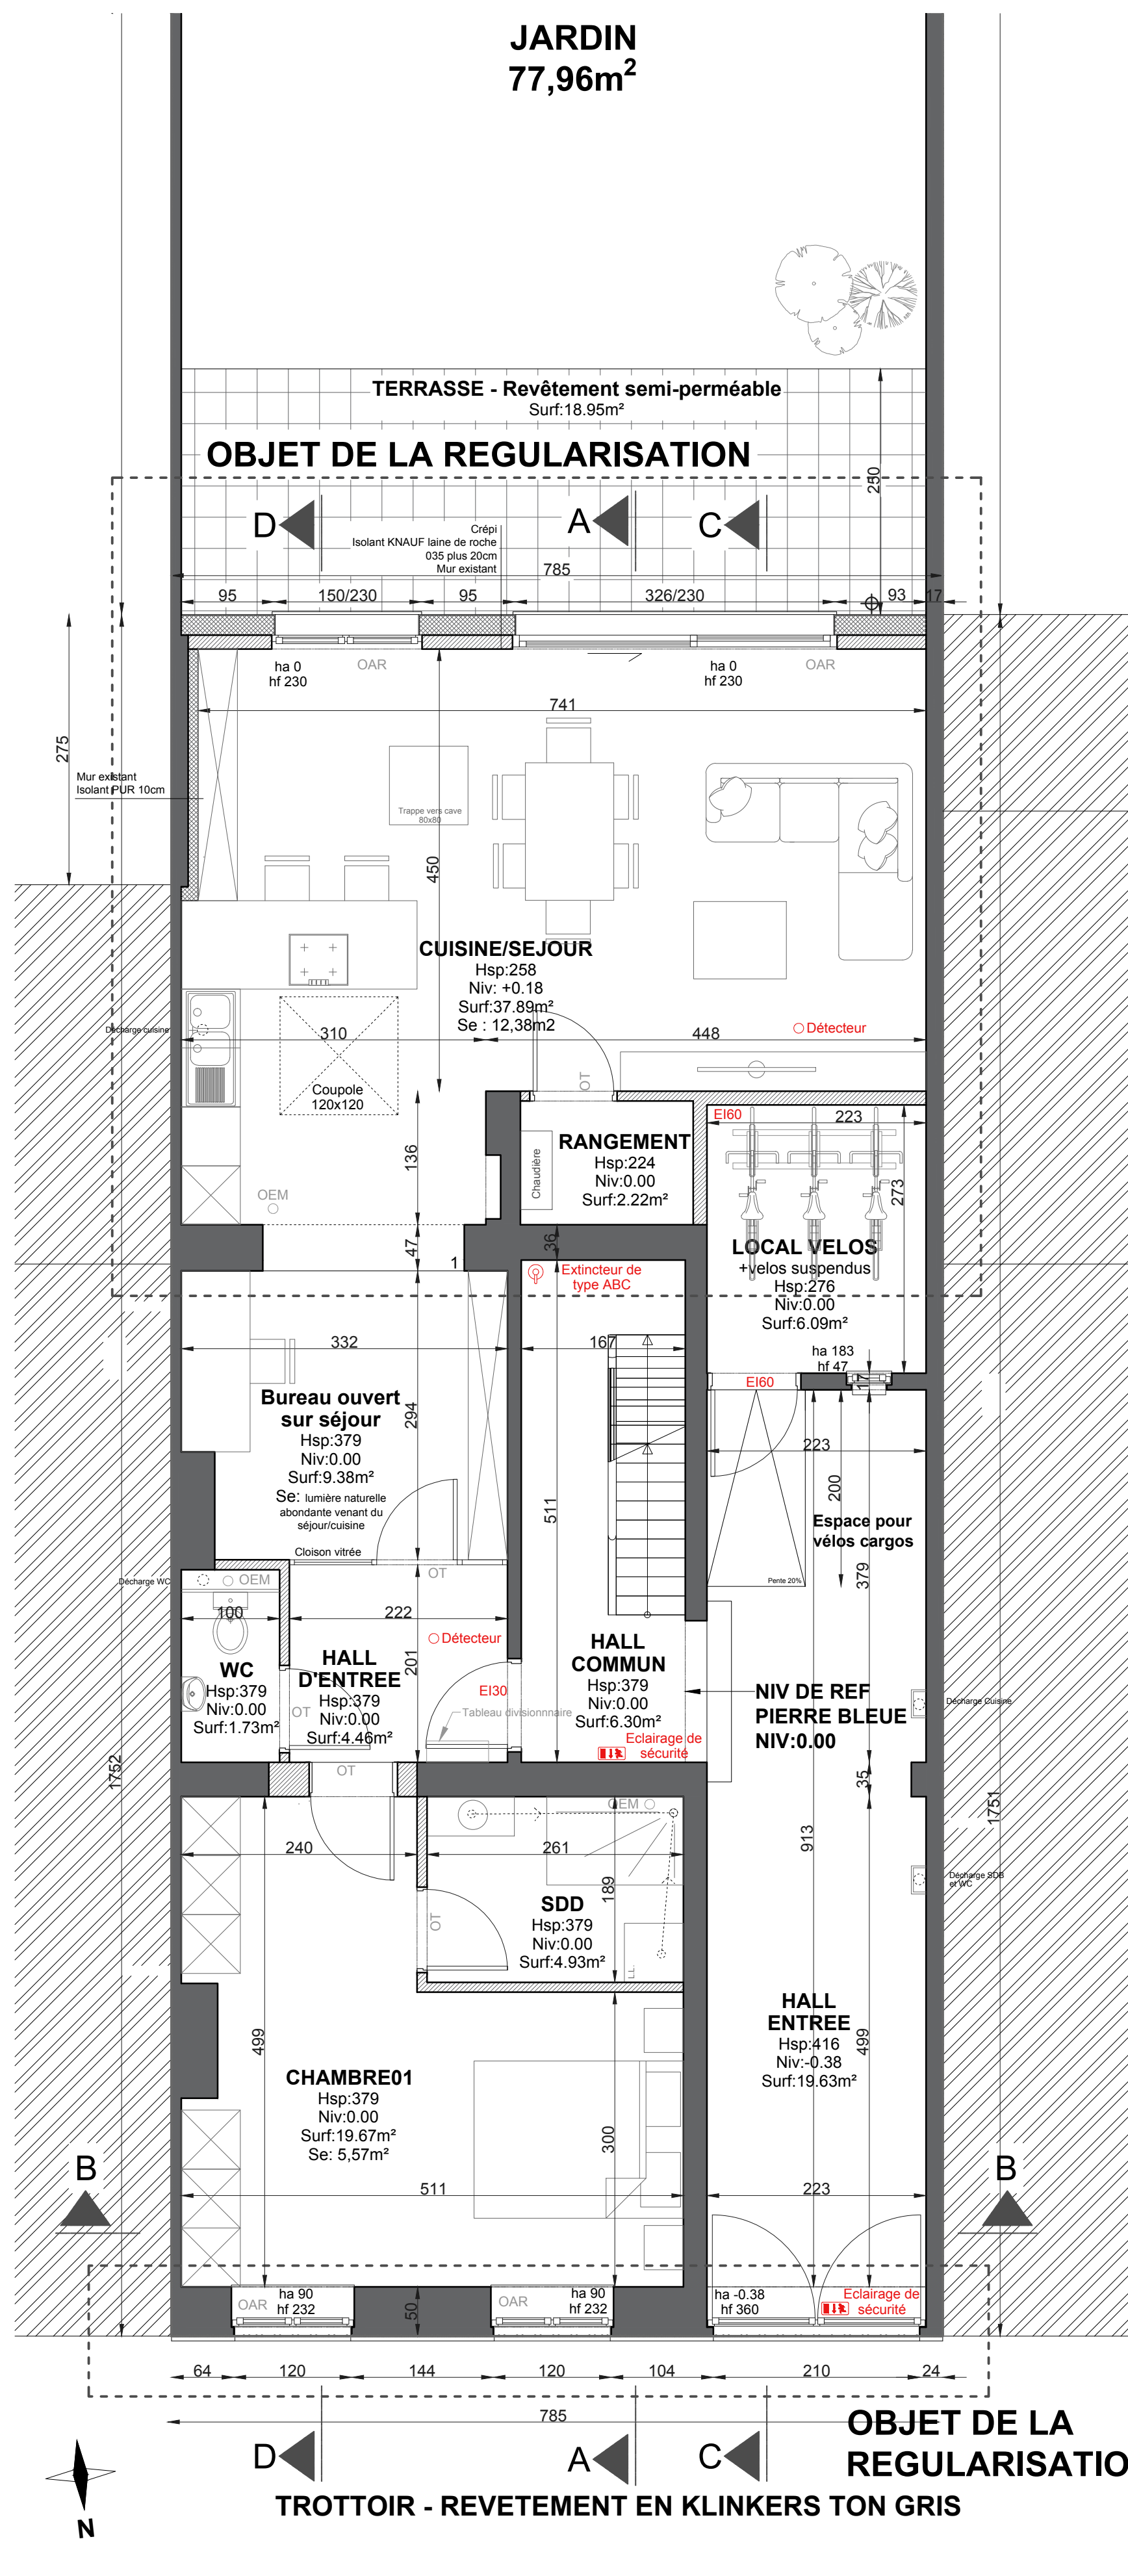 JARDIN
77,96m²
TERRASSE - Revêtement semi-perméable
Surf:18.95m²
OBJET DE LA REGULARISATION
250
D
A
C
Crépi
Isolant KNAUF laine de roche
035 plus 20cm
Mur existant
785
95
150/230
95
326/230
93
17
ha 0
hf 230
OAR
ha 0
hf 230
OAR
741
275
Mur existant
Isolant PUR 10cm
Trappe vers cave
80x80
450
CUISINE/SEJOUR
Hsp:258
Niv: +0.18
Surf:37.89m²
Se : 12,38m2
Décharge cuisine
310
448
Détecteur
OT
Coupole
120x120
EI60
223
136
Chaudière
RANGEMENT
Hsp:224
Niv:0.00
Surf:2.22m²
273
OEM
47
1
36
LOCAL VELOS
+velos suspendus
Hsp:276
Niv:0.00
Surf:6.09m²
Extincteur de
type ABC
332
167
ha 183
hf 47
17
EI60
Bureau ouvert
sur séjour
Hsp:379
Niv:0.00
Surf:9.38m²
Se: lumière naturelle
abondante venant du
séjour/cuisine
294
223
200
511
Espace pour
vélos cargos
379
Cloison vitrée
OT
Pente 20%
Décharge WC
OEM
100
222
201
Détecteur
HALL
COMMUN
Hsp:379
Niv:0.00
Surf:6.30m²
WC
Hsp:379
Niv:0.00
Surf:1.73m²
HALL
D'ENTREE
Hsp:379
Niv:0.00
Surf:4.46m²
OT
EI30
Tableau divisionnnaire
NIV DE REF
PIERRE BLEUE
NIV:0.00
Décharge Cuisine
Eclairage de
sécurité
OT
1752
35
1751
OEM
240
261
913
189
SDD
Hsp:379
Niv:0.00
Surf:4.93m²
OT
L.L.
Décharge SDB
et WC
HALL
ENTREE
Hsp:416
Niv:-0.38
Surf:19.63m²
499
499
CHAMBRE01
Hsp:379
Niv:0.00
Surf:19.67m²
Se: 5,57m²
300
B
B
511
223
OAR
ha 90
hf 232
50
OAR
ha 90
hf 232
ha -0.38
hf 360
Eclairage de
sécurité
64
120
144
120
104
210
24
785
OBJET DE LA
REGULARISATIO
D
A
C
N
TROTTOIR - REVETEMENT EN KLINKERS TON GRIS